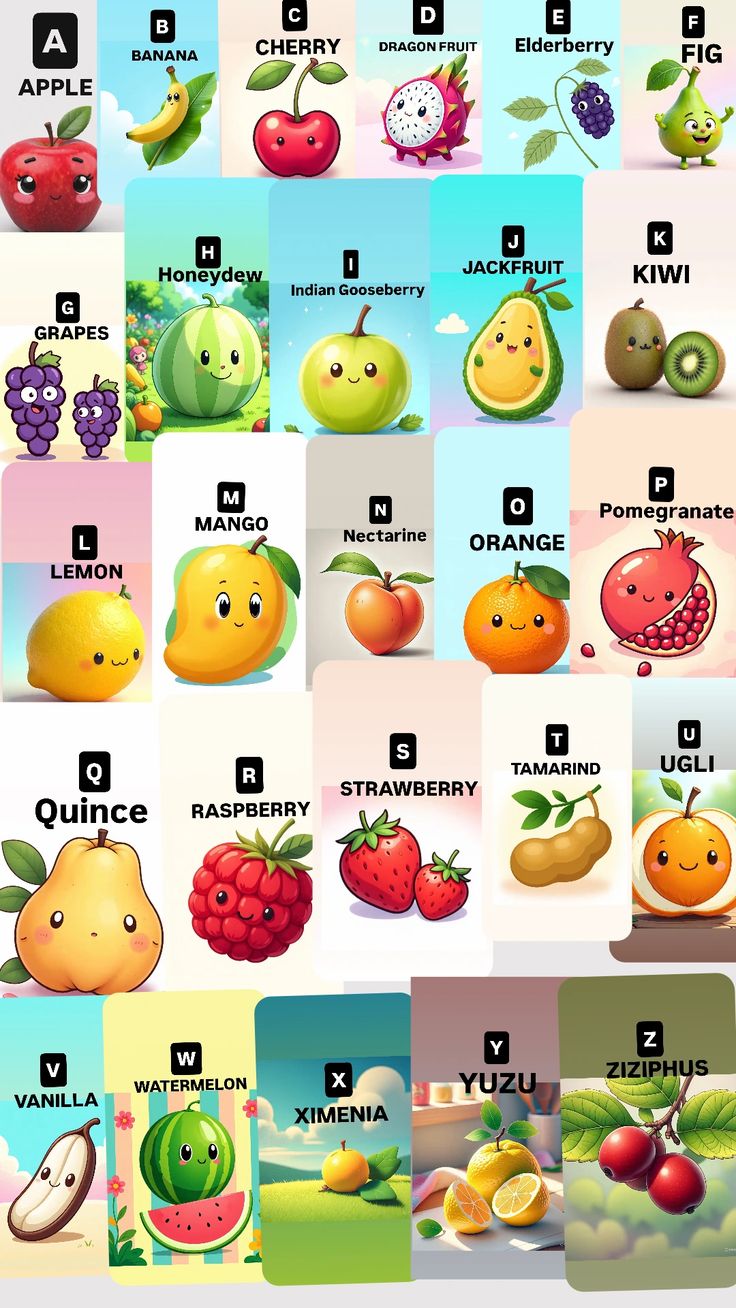 A
APPLE
B
BANANA
C
CHERRY
D
DRAGON FRUIT
E
Elderberry
F
FIG
G
GRAPES
H
Honeydew
I
Indian Gooseberry
J
JACKFRUIT
K
KIWI
L
LEMON
M
MANGO
N
Nectarine
O
ORANGE
P
Pomegranate
Q
Quince
R
RASPBERRY
S
STRAWBERRY
T
TAMARIND
U
UGLI
V
VANILLA
W
WATERMELON
X
XIMENIA
Y
YUZU
Z
ZIZIPHUS